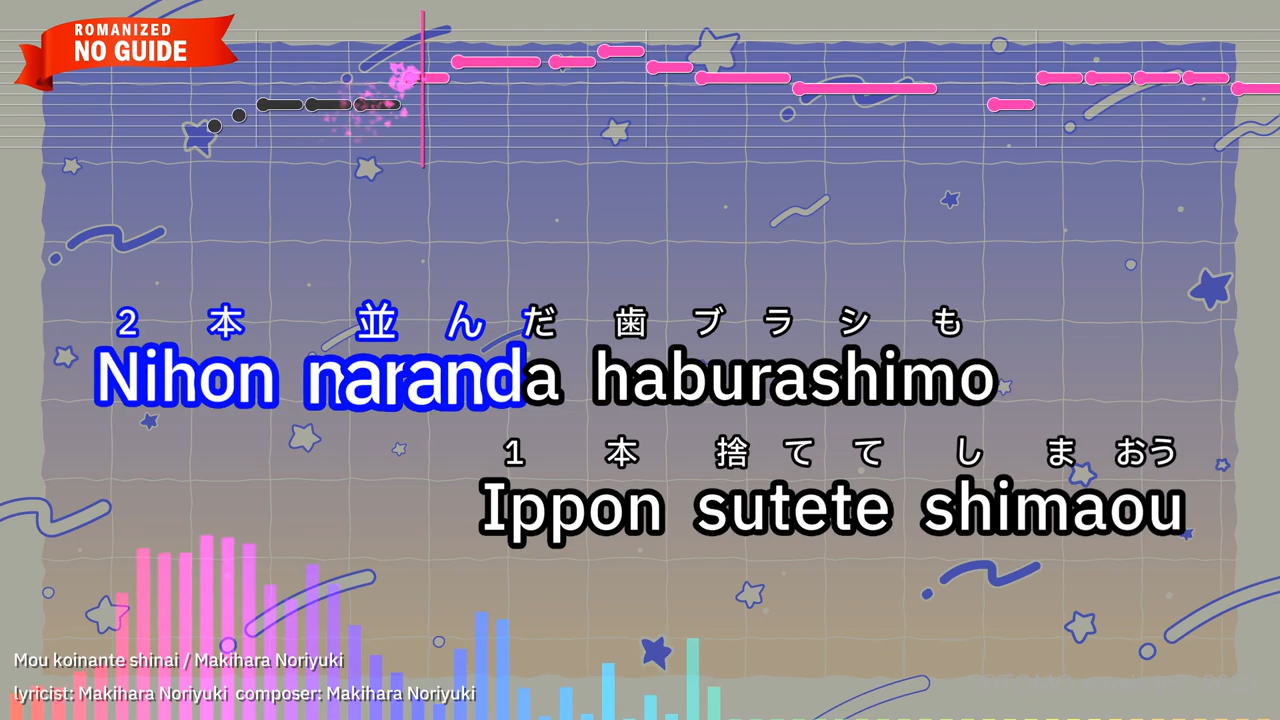 ROMANIZED
NO GUIDE
2本並んだ歯ブラシも
Nihon naranda haburashimo
1本捨ててしまおう
Ippon sutete shimaou
Mou koinante shinai / Makihara Noriyuki
lyricist: Makihara Noriyuki composer: Makihara Noriyuki